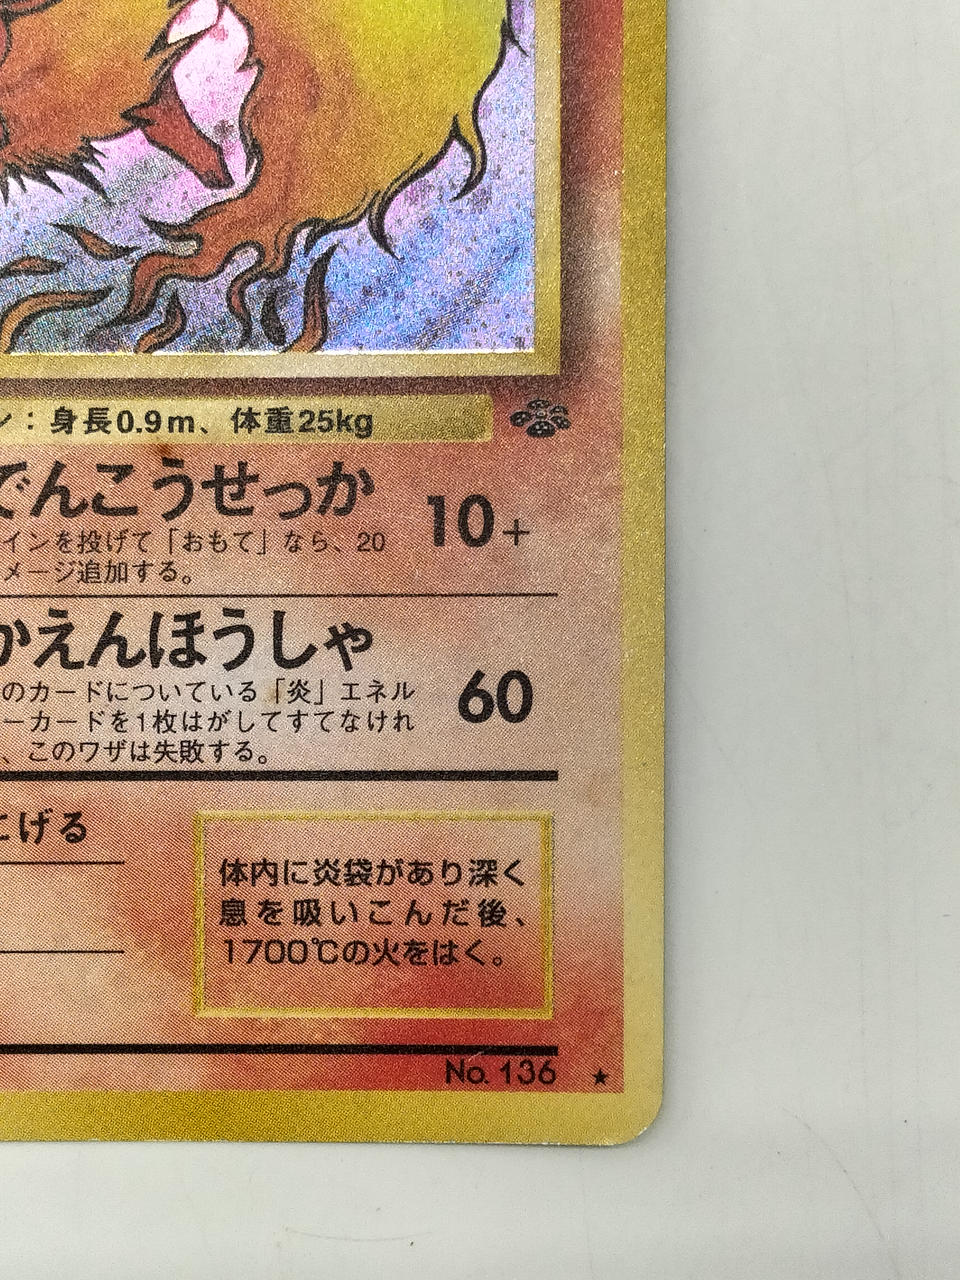 ン：身長0.9m、体重25kg
でんこうせっか 10+
インを投げて「おもて」なら、20
メージ追加する。
かえんほうしゃ 60
のカードについている「炎」エネル
ーカードを1枚はがしてすてなけれ
、このワザは失敗する。
にげる
体内に炎袋があり深く
息を吸いこんだ後、
1700℃の火をはく。
No. 136 ★